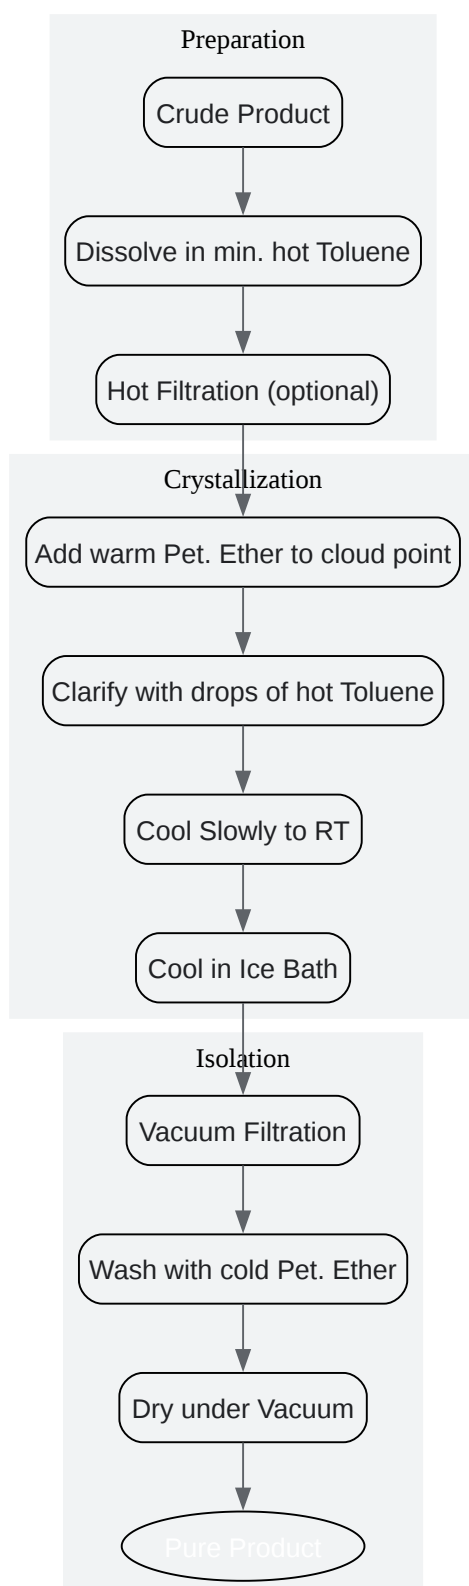 Preparation
Crude Product
Dissolve in min. hot Toluene
Hot Filtration (optional)
Crystallization
Add warm Pet. Ether to cloud point
Clarify with drops of hot Toluene
Cool Slowly to RT
Cool in Ice Bath
Isolation
Vacuum Filtration
Wash with cold Pet. Ether
Dry under Vacuum
Pure Product